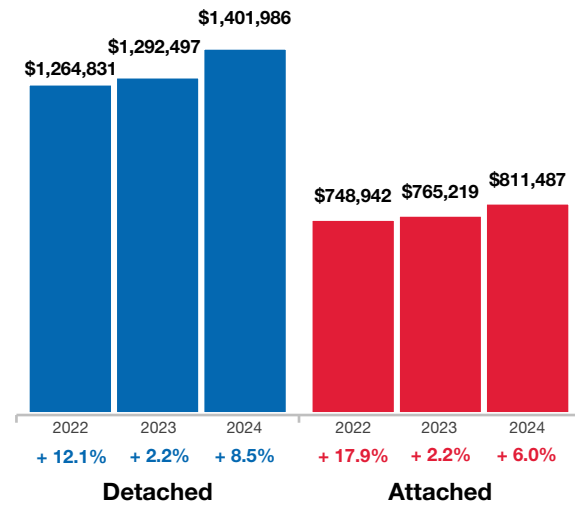 $1,401,986
$1,292,497
$1,264,831
$811,487
$748,942 $765,219
2022 2023 2024 2022 2023 2024
+ 12.1% + 2.2% + 8.5% + 17.9% + 2.2% + 6.0%
Detached Attached